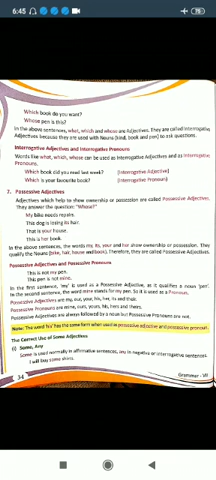 6:45
Which book do you want?
Whose pen is this?
In the above sentences, what, which and whose are Adjectives. They are called Interrogative
Adjectives because they are used with Nouns (kind, book and pen) to ask questions.
Interrogative Adjectives and Interrogative Pronouns
Words like what, which, whose can be used as Interrogative Adjectives and as Interrogative
Pronouns.
Which book did you read last week? (Interrogative Adjective)
Which is your favourite book? (Interrogative Pronoun)
7. Possessive Adjectives
Adjectives which help to show ownership or possession are called Possessive Adjectives.
They answer the question: "Whose?"
My bike needs repairs.
This dog is losing its hair.
That is your house.
This is her book.
In the above sentences, the words my, its, your and her show ownership or possession. They
qualify the Nouns (bike, hair, house and book). Therefore, they are called Possessive Adjectives.
Possessive Adjectives and Possessive Pronouns
This is not my pen.
This pen is not mine.
In the first sentence, 'my' is used as a Possessive Adjective, as it qualifies a noun 'pen'.
In the second sentence, the word mine stands for my pen. So it is used as a Pronoun.
Possessive Adjectives are my, our, your, his, her, its and their.
Possessive Pronouns are mine, ours, yours, his, hers and theirs.
Possessive Adjectives are always followed by a noun but Possessive Pronouns are not.
Note: The word 'his' has the same form when used as possessive adjective and possessive pronoun.
The Correct Use of Some Adjectives
(i) Some, Any
Some is used normally in affirmative sentences, any in negative or interrogative sentences.
I will buy some shirts.
34
Grammar - VI